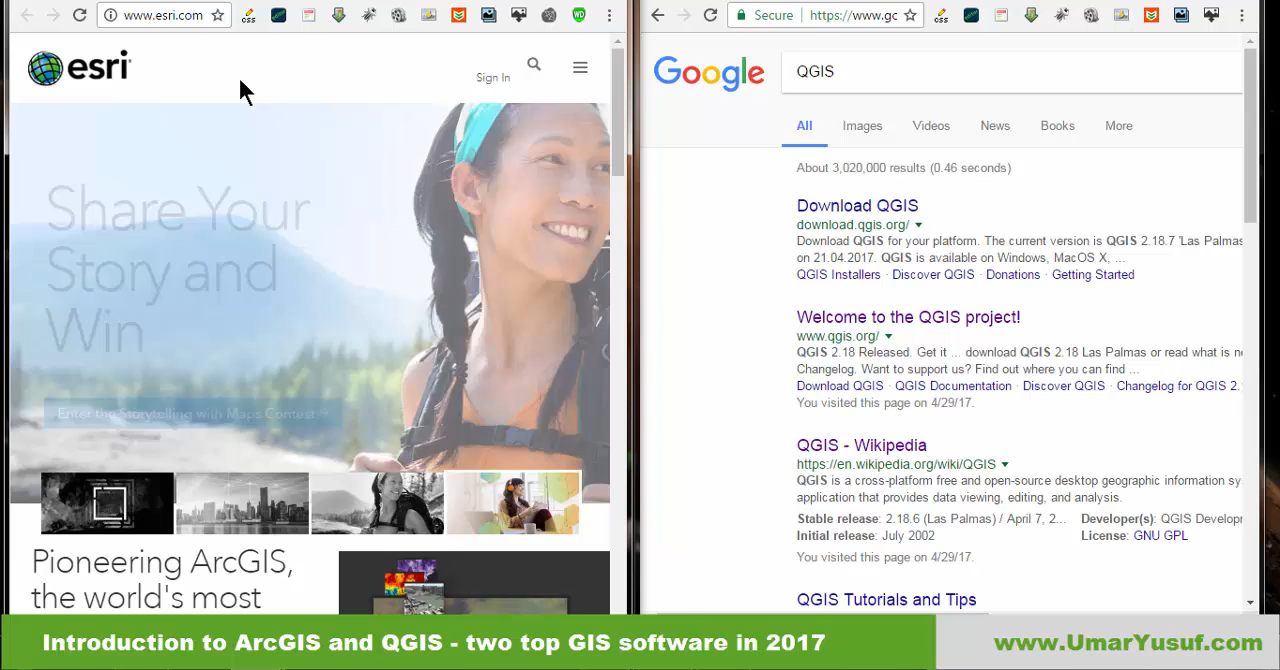 www.esri.com
esri
Sign In
Share Your
Story and
Win
Enter the Storytelling with Maps Contest
Pioneering ArcGIS,
the world's most
Secure
https://www.gc
Google
QGIS
All
Images
Videos
News
Books
More
About 3,020,000 results (0.46 seconds)
Download QGIS
download.qgis.org/
Download QGIS for your platform. The current version is QGIS 2.18.7 'Las Palmas
on 21.04.2017. QGIS is available on Windows, MacOS X, ...
QGIS Installers · Discover QGIS · Donations · Getting Started
Welcome to the QGIS project!
www.qgis.org/
QGIS 2.18 Released. Get it ... download QGIS 2.18 Las Palmas or read what is n
Changelog. Want to support us? Find out where you can find ...
Download QGIS · QGIS Documentation · Discover QGIS · Changelog for QGIS 2.
You visited this page on 4/29/17.
QGIS - Wikipedia
https://en.wikipedia.org/wiki/QGIS
QGIS is a cross-platform free and open-source desktop geographic information sy
application that provides data viewing, editing, and analysis.
Stable release: 2.18.6 (Las Palmas) / April 7, 2... Developer(s): QGIS Develop
Initial release: July 2002 License: GNU GPL
You visited this page on 4/29/17.
QGIS Tutorials and Tips
Introduction to ArcGIS and QGIS - two top GIS software in 2017
www.UmarYusuf.com